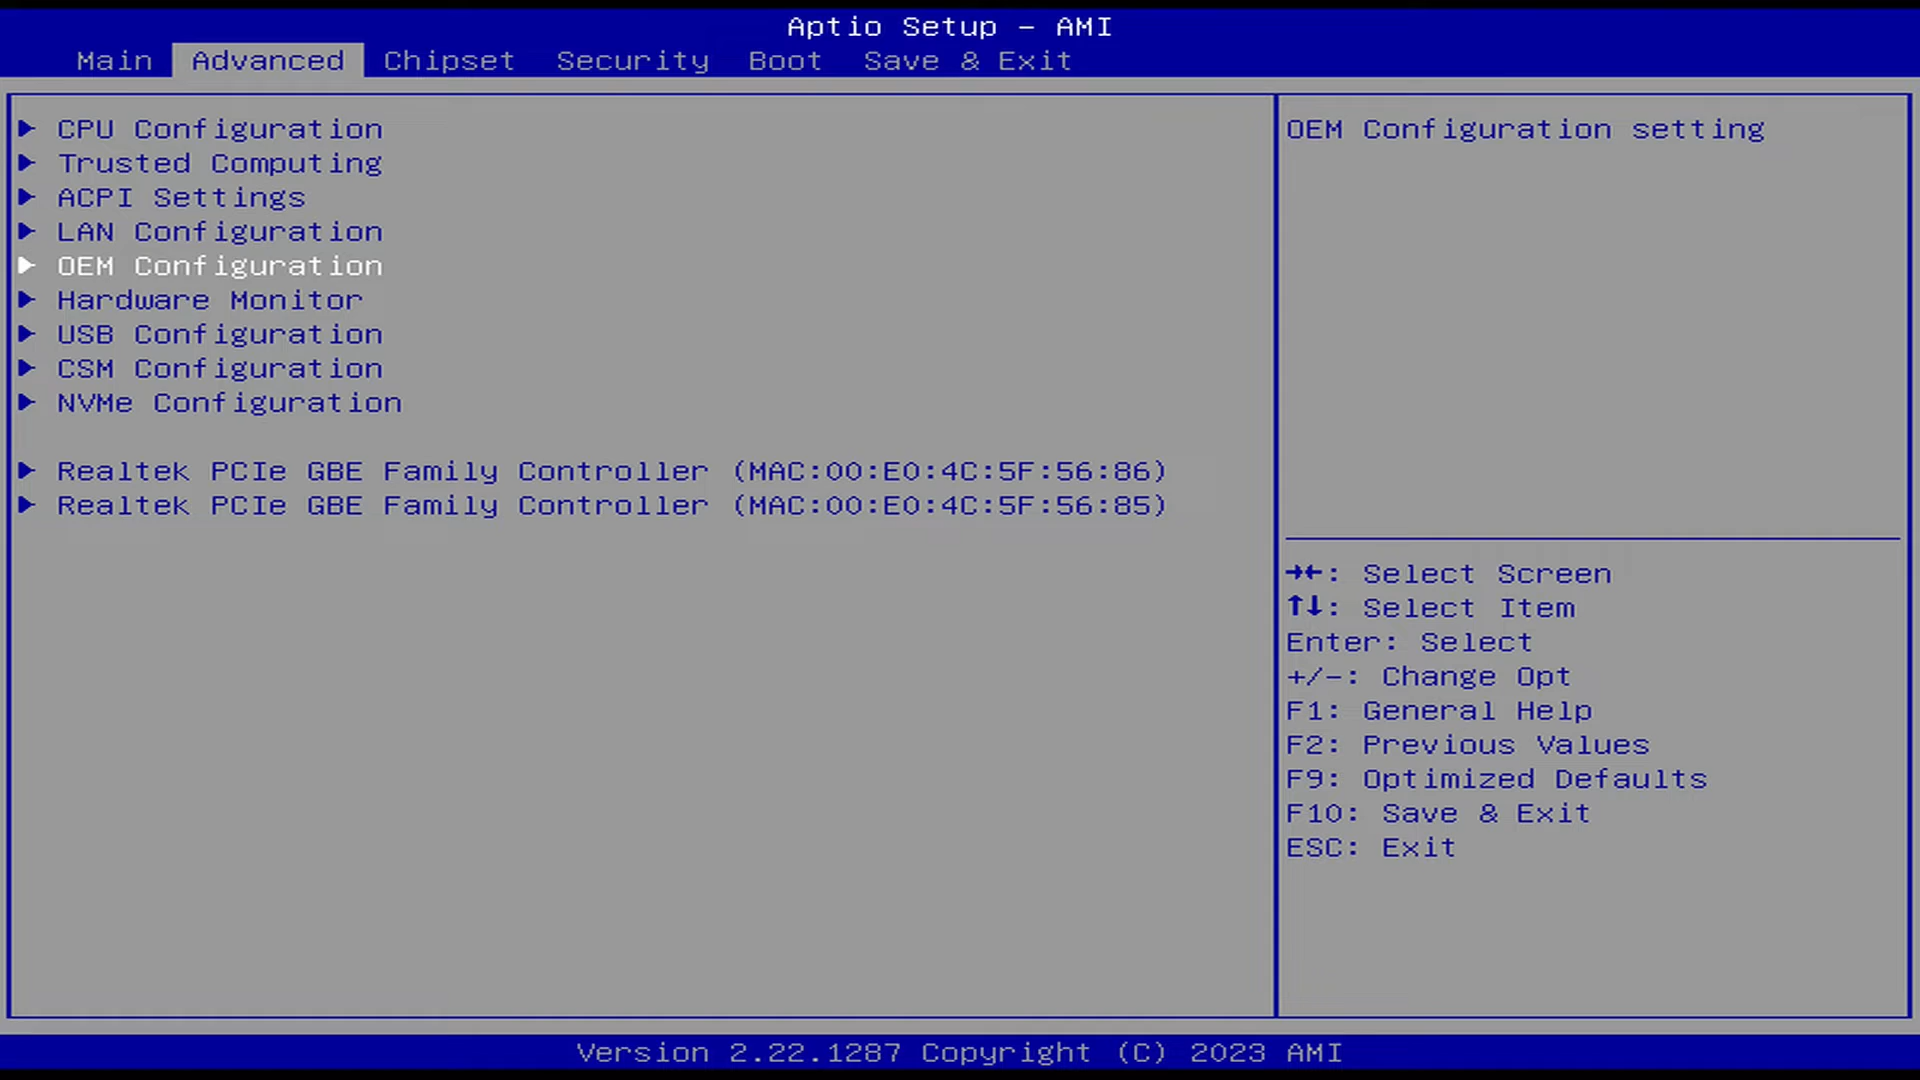 Aptio Setup – AMI
Main Advanced Chipset Security Boot Save & Exit
CPU Configuration
Trusted Computing
ACPI Settings
LAN Configuration
OEM Configuration
Hardware Monitor
USB Configuration
CSM Configuration
NVMe Configuration
Realtek PCIe GBE Family Controller (MAC:00:E0:4C:5F:56:86)
Realtek PCIe GBE Family Controller (MAC:00:E0:4C:5F:56:85)
OEM Configuration setting
→←: Select Screen
↑↓: Select Item
Enter: Select
+/-: Change Opt
F1: General Help
F2: Previous Values
F9: Optimized Defaults
F10: Save & Exit
ESC: Exit
Version 2.22.1287 Copyright (C) 2023 AMI